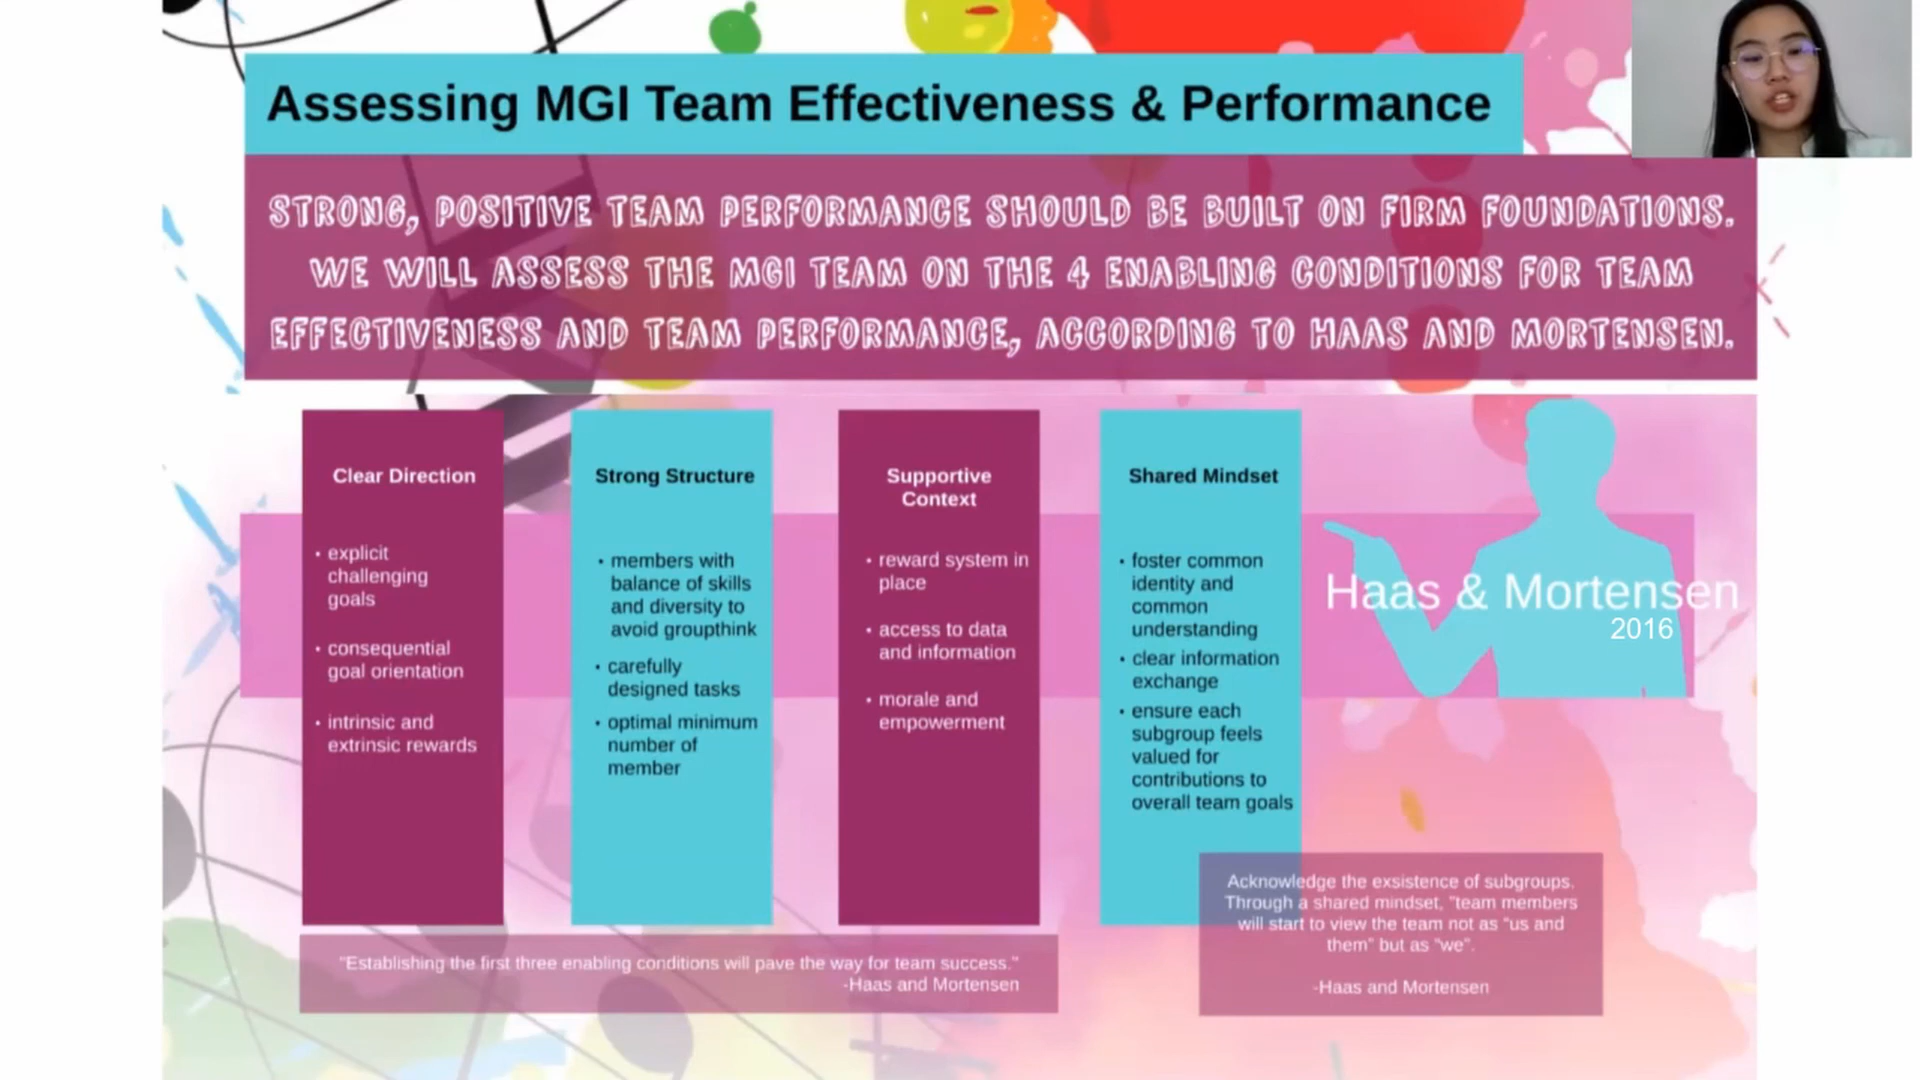 Assessing MGI Team Effectiveness & Performance
STRONG, POSITIVE TEAM PERFORMANCE SHOULD BE BUILT ON FIRM FOUNDATIONS.
WE WILL ASSESS THE MGI TEAM ON THE 4 ENABLING CONDITIONS FOR TEAM
EFFECTIVENESS AND TEAM PERFORMANCE, ACCORDING TO HAAS AND MORTENSEN.
Clear Direction
• explicit
challenging
goals
• consequential
goal orientation
• intrinsic and
extrinsic rewards
Strong Structure
• members with
balance of skills
and diversity to
avoid groupthink
• carefully
designed tasks
• optimal minimum
number of
member
Supportive
Context
• reward system in
place
• access to data
and information
• morale and
empowerment
Shared Mindset
• foster common
identity and
common
understanding
• clear information
exchange
• ensure each
subgroup feels
valued for
contributions to
overall team goals
Haas & Mortensen
2016
"Establishing the first three enabling conditions will pave the way for team success."
-Haas and Mortensen
Acknowledge the exsistence of subgroups.
Through a shared mindset, "team members
will start to view the team not as “us and
them” but as “we”.
-Haas and Mortensen